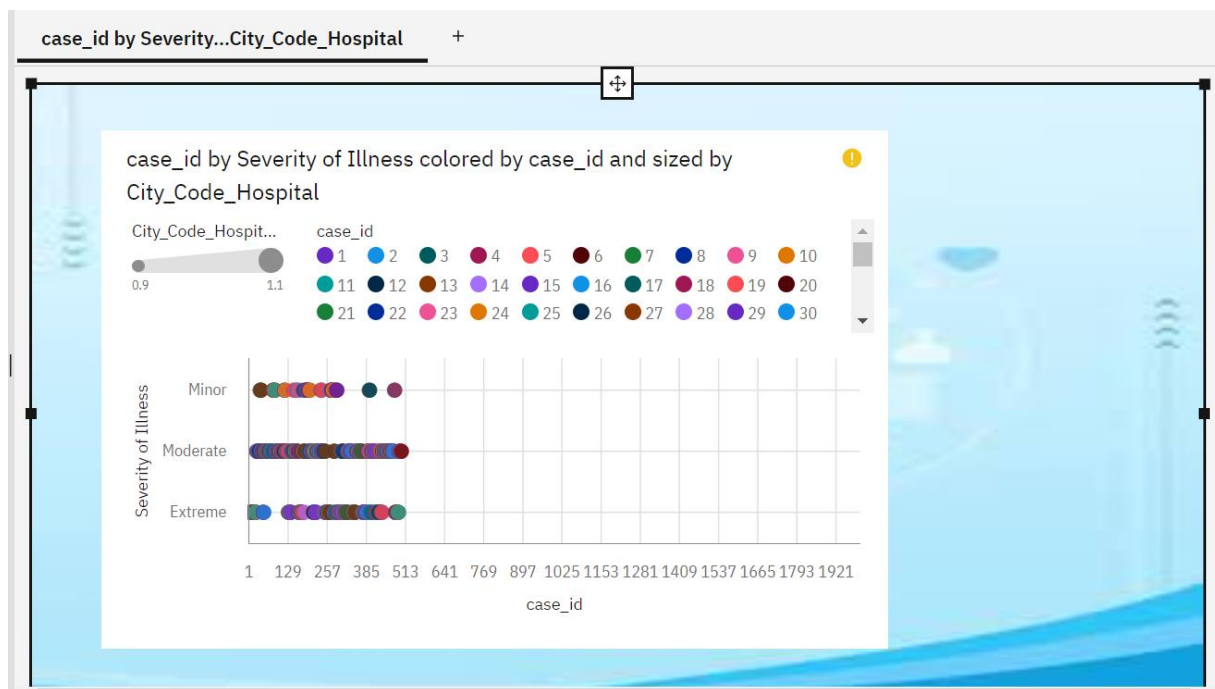 case_id by Severity...City_Code_Hospital +
case_id by Severity of Illness colored by case_id and sized by
City_Code_Hospital
City_Code_Hospit... case_id
1 2 3 4 5 6 7 8 9 10
0.9 1.1 11 12 13 14 15 16 17 18 19 20
21 22 23 24 25 26 27 28 29 30
Severity of Illness
Minor
Moderate
Extreme
1 129 257 385 513 641 769 897 1025 1153 1281 1409 1537 1665 1793 1921
case_id